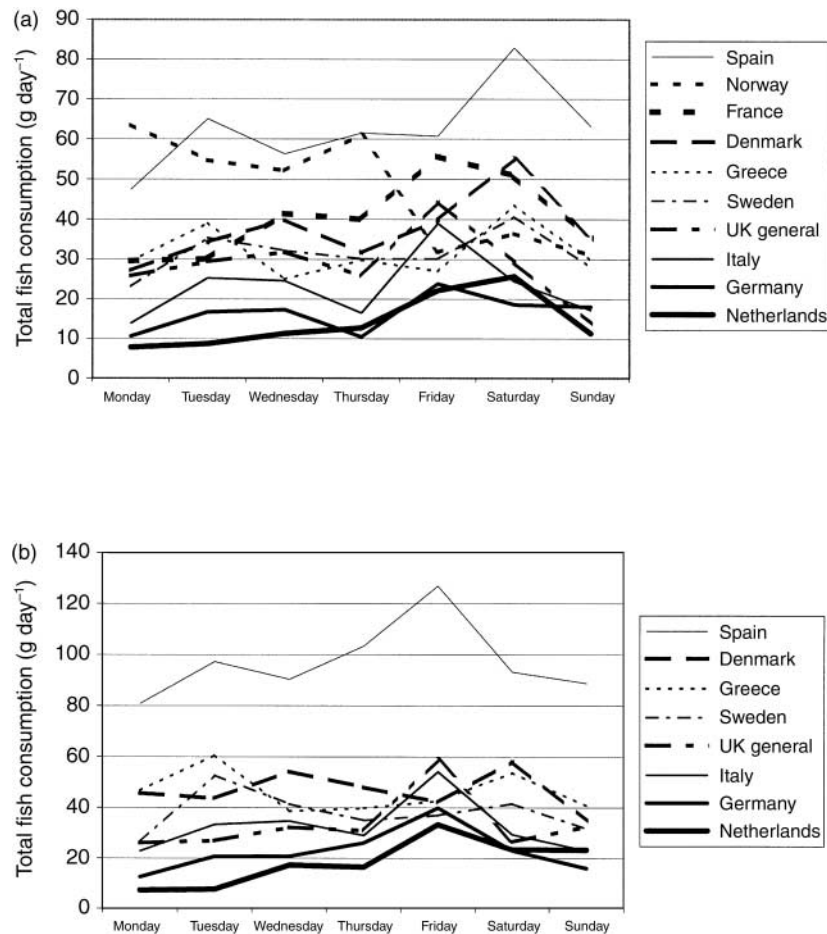 (a)
Total fish consumption (g day⁻¹)
90
80
70
60
50
40
30
20
10
0
Monday Tuesday Wednesday Thursday Friday Saturday Sunday
Spain
Norway
France
Denmark
Greece
Sweden
UK general
Italy
Germany
Netherlands
(b)
Total fish consumption (g day⁻¹)
140
120
100
80
60
40
20
0
Monday Tuesday Wednesday Thursday Friday Saturday Sunday
Spain
Denmark
Greece
Sweden
UK general
Italy
Germany
Netherlands